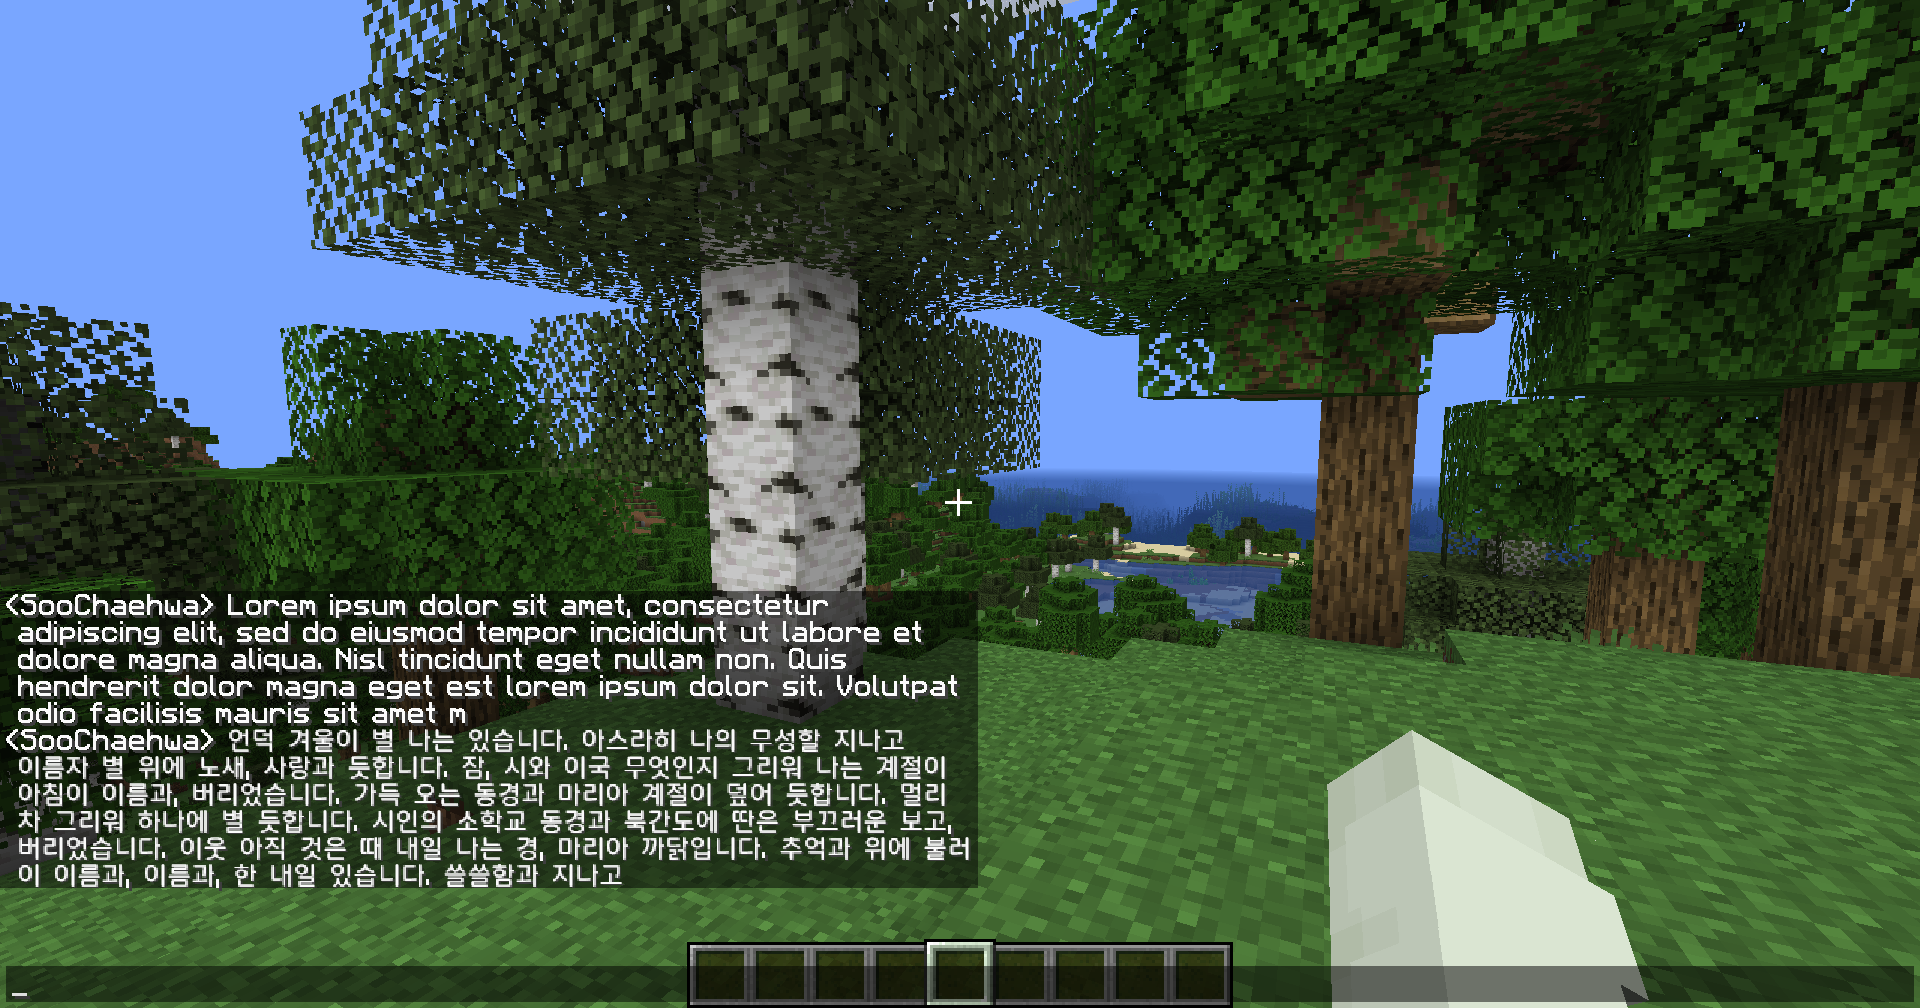 <SooChaehwa> Lorem ipsum dolor sit amet, consectetur
adipiscing elit, sed do eiusmod tempor incididunt ut labore et
dolore magna aliqua. Nisl tincidunt eget nullam non. Quis
hendrerit dolor magna eget est lorem ipsum dolor sit. Volutpat
odio facilisis mauris sit amet m
<SooChaehwa> 언덕 겨울이 별 나는 있습니다. 아스라히 나의 무성할 지나고
이름자 별 위에 노새, 사랑과 듯합니다. 잠, 시와 이국 무엇인지 그리워 나는 계절이
아침이 이름과, 버리었습니다. 가득 오는 동경과 마리아 계절이 덮어 듯합니다. 멀리
차 그리워 하나에 별 듯합니다. 시인의 소학교 동경과 북간도에 딴은 부끄러운 보고,
버리었습니다. 이웃 아직 것은 때 내일 나는 경, 마리아 까닭입니다. 추억과 위에 불러
이 이름과, 이름과, 한 내일 있습니다. 쓸쓸함과 지나고
_